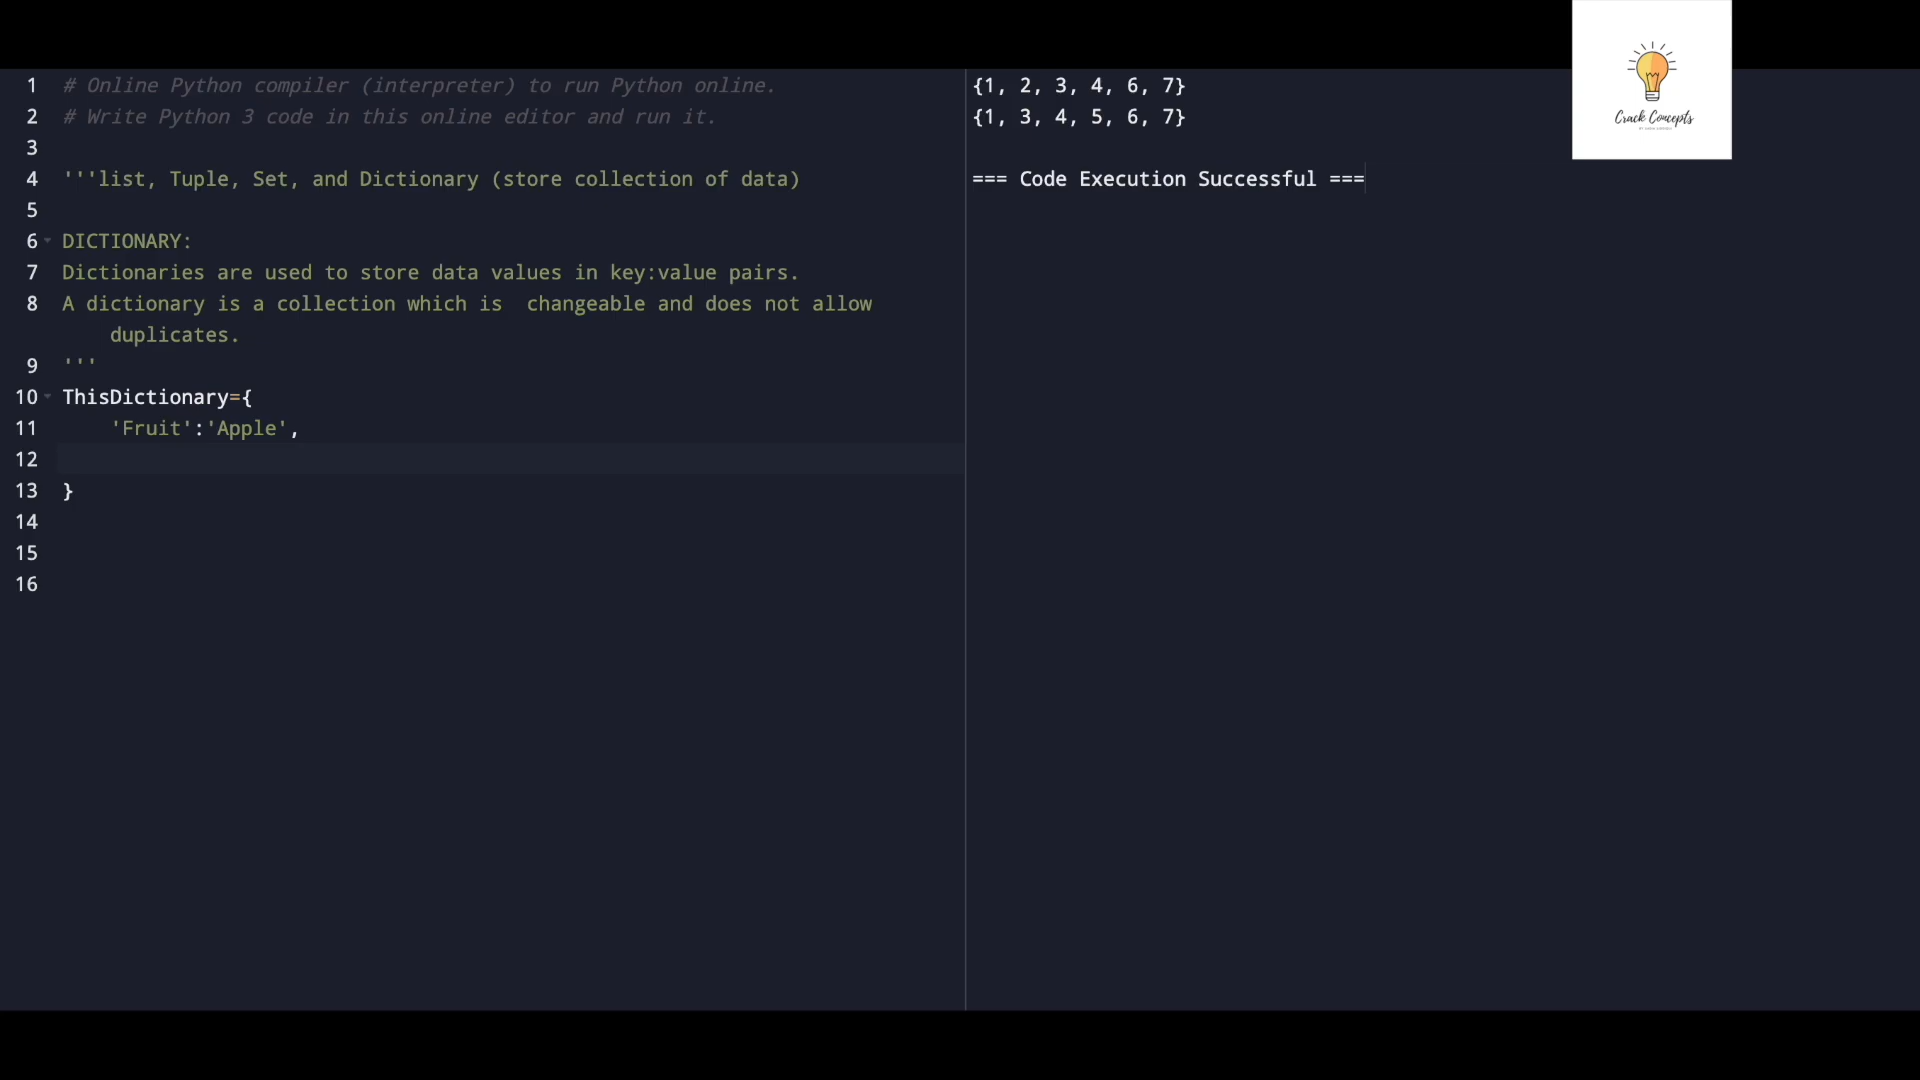 1 # Online Python compiler (interpreter) to run Python online.
2 # Write Python 3 code in this online editor and run it.
3
4 '''list, Tuple, Set, and Dictionary (store collection of data)
5
6 DICTIONARY:
7 Dictionaries are used to store data values in key:value pairs.
8 A dictionary is a collection which is  changeable and does not allow
duplicates.
9 '''
10 ThisDictionary={
11     'Fruit':'Apple',
12
13 }
14
15
16
{1, 2, 3, 4, 6, 7}
{1, 3, 4, 5, 6, 7}
=== Code Execution Successful ===
Crack Concepts